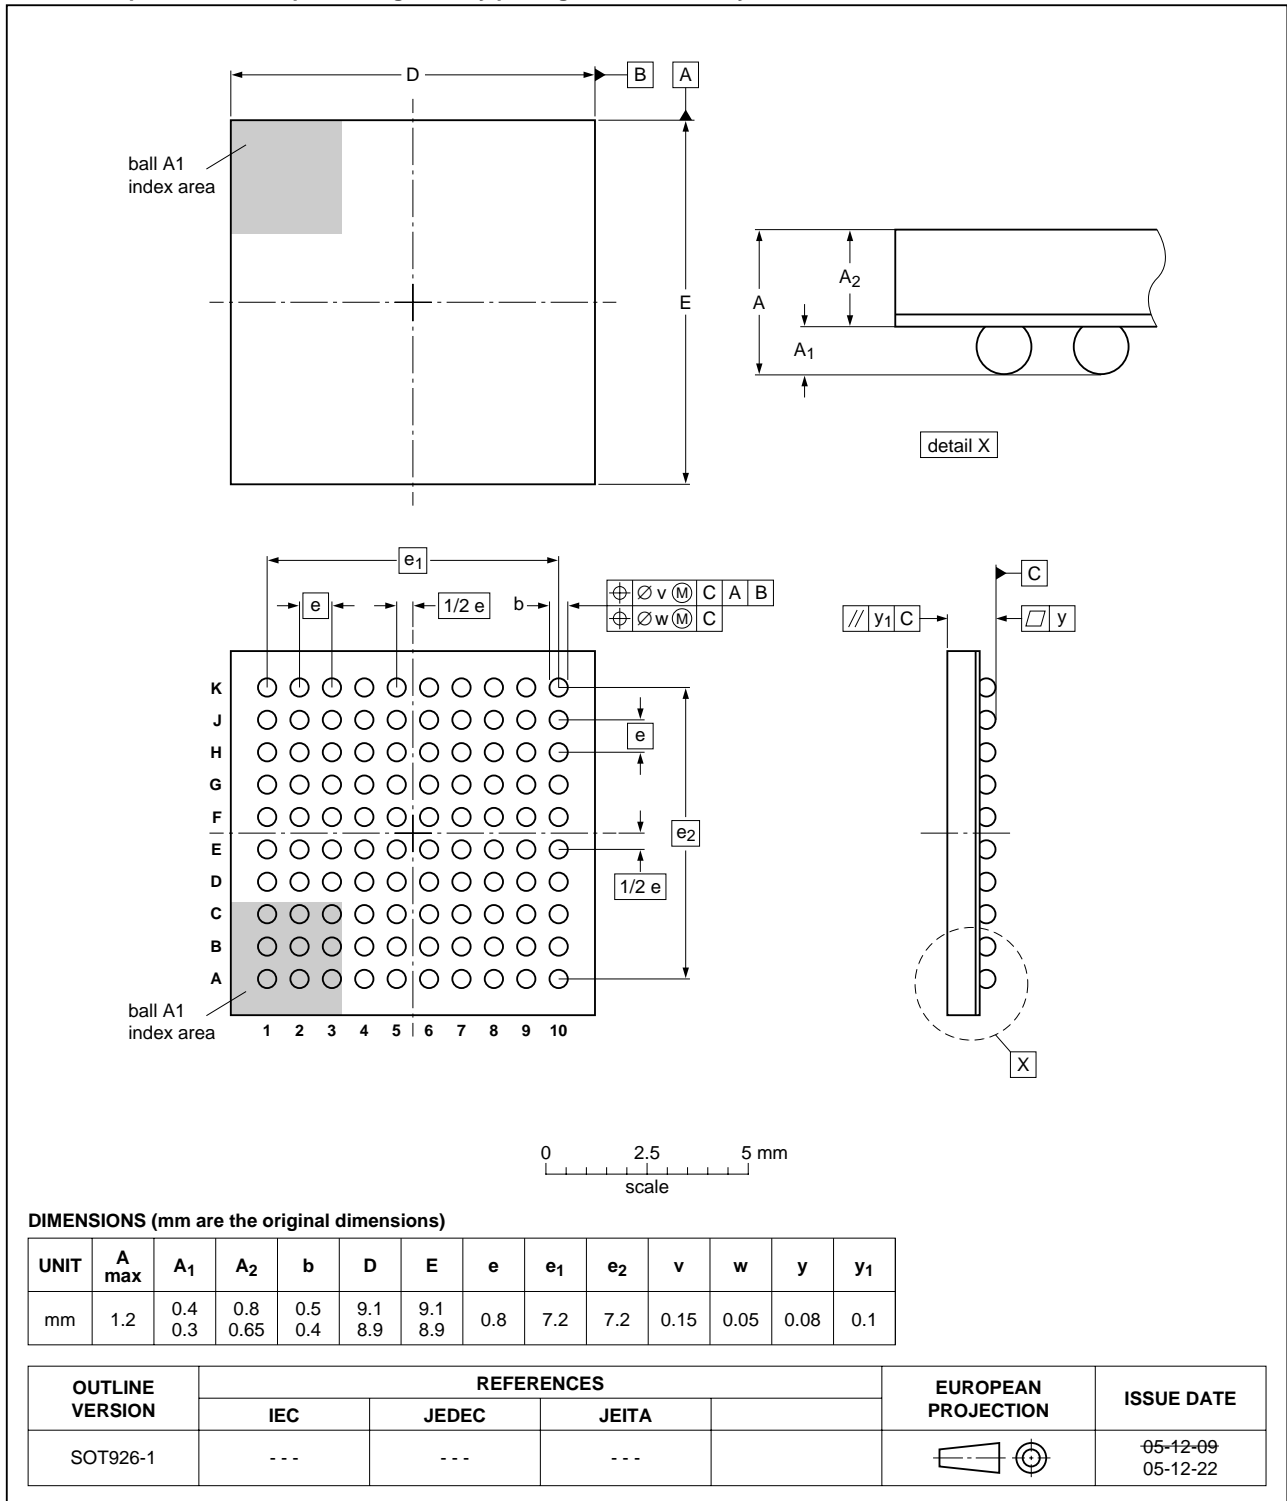 D
B
A
ball A1
index area
E
A
A2
A1
detail X
e1
e
1/2 e
b
⌖ ∅ v Ⓜ C A B
⌖ ∅ w Ⓜ C
C
// y1 C
▱ y
K
J
H
G
F
E
D
C
B
A
e
e2
1/2 e
ball A1
index area
1 2 3 4 5 6 7 8 9 10
X
0 2.5 5 mm
scale
DIMENSIONS (mm are the original dimensions)
UNIT A max A1 A2 b D E e e1 e2 v w y y1
mm 1.2 0.4 0.3 0.8 0.65 0.5 0.4 9.1 8.9 9.1 8.9 0.8 7.2 7.2 0.15 0.05 0.08 0.1
OUTLINE VERSION REFERENCES EUROPEAN PROJECTION ISSUE DATE
IEC JEDEC JEITA
SOT926-1 - - - - - - - - - 05-12-09
05-12-22